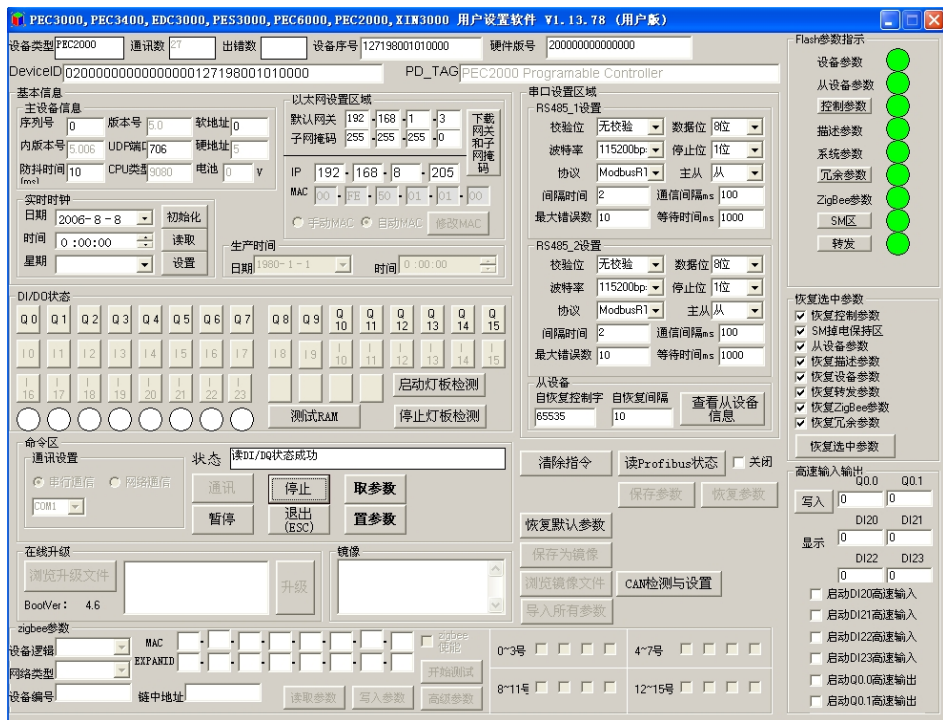 PEC3000, PEC3400, EDC3000, PES3000, PEC6000, PEC2000, XIN3000 用户设置软件 V1.13.78 (用户版)
设备类型 PEC2000 通讯数 27 出错数 设备序号 127198001010000 硬件版号 200000000000000
DeviceID 0200000000000000127198001010000 PD_TAG PEC2000 Programable Controller
基本信息
主设备信息
序列号 0 版本号 5.0 软地址 0
内版本号 5.006 UDP端口 706 硬地址 5
防抖时间 10 CPU类型 9080 电池 0 V
[ms]
实时时钟
日期 2006- 8 - 8 初始化
时间 0 :00:00 读取
星期 设置
以太网设置区域
默认网关 192 .168 .1 .3
子网掩码 255 .255 .255 .0
下载网关和子网掩码
IP 192 . 168 . 8 . 205
MAC 00 - FE - 50 - 01 - 01 - 00
手动MAC 自动MAC 修改MAC
生产时间
日期 1980- 1 - 1 时间 0 :00:00
串口设置区域
RS485_1设置
校验位 无校验 数据位 8位
波特率 115200bp: 停止位 1位
协议 ModbusRT 主从 从
间隔时间 2 通信间隔ms 100
最大错误数 10 等待时间ms 1000
RS485_2设置
校验位 无校验 数据位 8位
波特率 115200bp: 停止位 1位
协议 ModbusRT 主从 从
间隔时间 2 通信间隔ms 100
最大错误数 10 等待时间ms 1000
从设备
自恢复控制字 自恢复间隔 查看从设备信息
65535 10
Flash参数指示
设备参数
从设备参数
控制参数
描述参数
系统参数
冗余参数
ZigBee参数
SM区
转发
恢复选中参数
恢复控制参数
SM掉电保持区
从设备参数
恢复描述参数
恢复设备参数
恢复转发参数
恢复ZigBee参数
恢复冗余参数
恢复选中参数
DI/DO状态
Q 0 Q 1 Q 2 Q 3 Q 4 Q 5 Q 6 Q 7 Q 8 Q 9 Q 10 Q 11 Q 12 Q 13 Q 14 Q 15
I 0 I 1 I 2 I 3 I 4 I 5 I 6 I 7 I 8 I 9 I 10 I 11 I 12 I 13 I 14 I 15
I 16 I 17 I 18 I 19 I 20 I 21 I 22 I 23 启动灯板检测
测试RAM 停止灯板检测
命令区
通讯设置
串行通信 网络通信
COM1
状态 读DI/DQ状态成功
通讯 停止 取参数
暂停 退出(ESC) 置参数
清除指令 读Profibus状态 关闭
保存参数 恢复参数
恢复默认参数
保存为镜像
浏览镜像文件 CAN检测与设置
导入所有参数
在线升级
浏览升级文件 升级
BootVer: 4.6
镜像
高速输入输出
Q0.0 Q0.1
写入 0 0
DI20 DI21
显示 0 0
DI22 DI23
0 0
启动DI20高速输入
启动DI21高速输入
启动DI22高速输入
启动DI23高速输入
启动Q0.0高速输出
启动Q0.1高速输出
zigbee参数
设备逻辑 MAC zigbee使能
网络类型 EXPANID 开始测试
设备编号 链中地址 读取参数 写入参数 高级参数
0~3号 4~7号
8~11号 12~15号